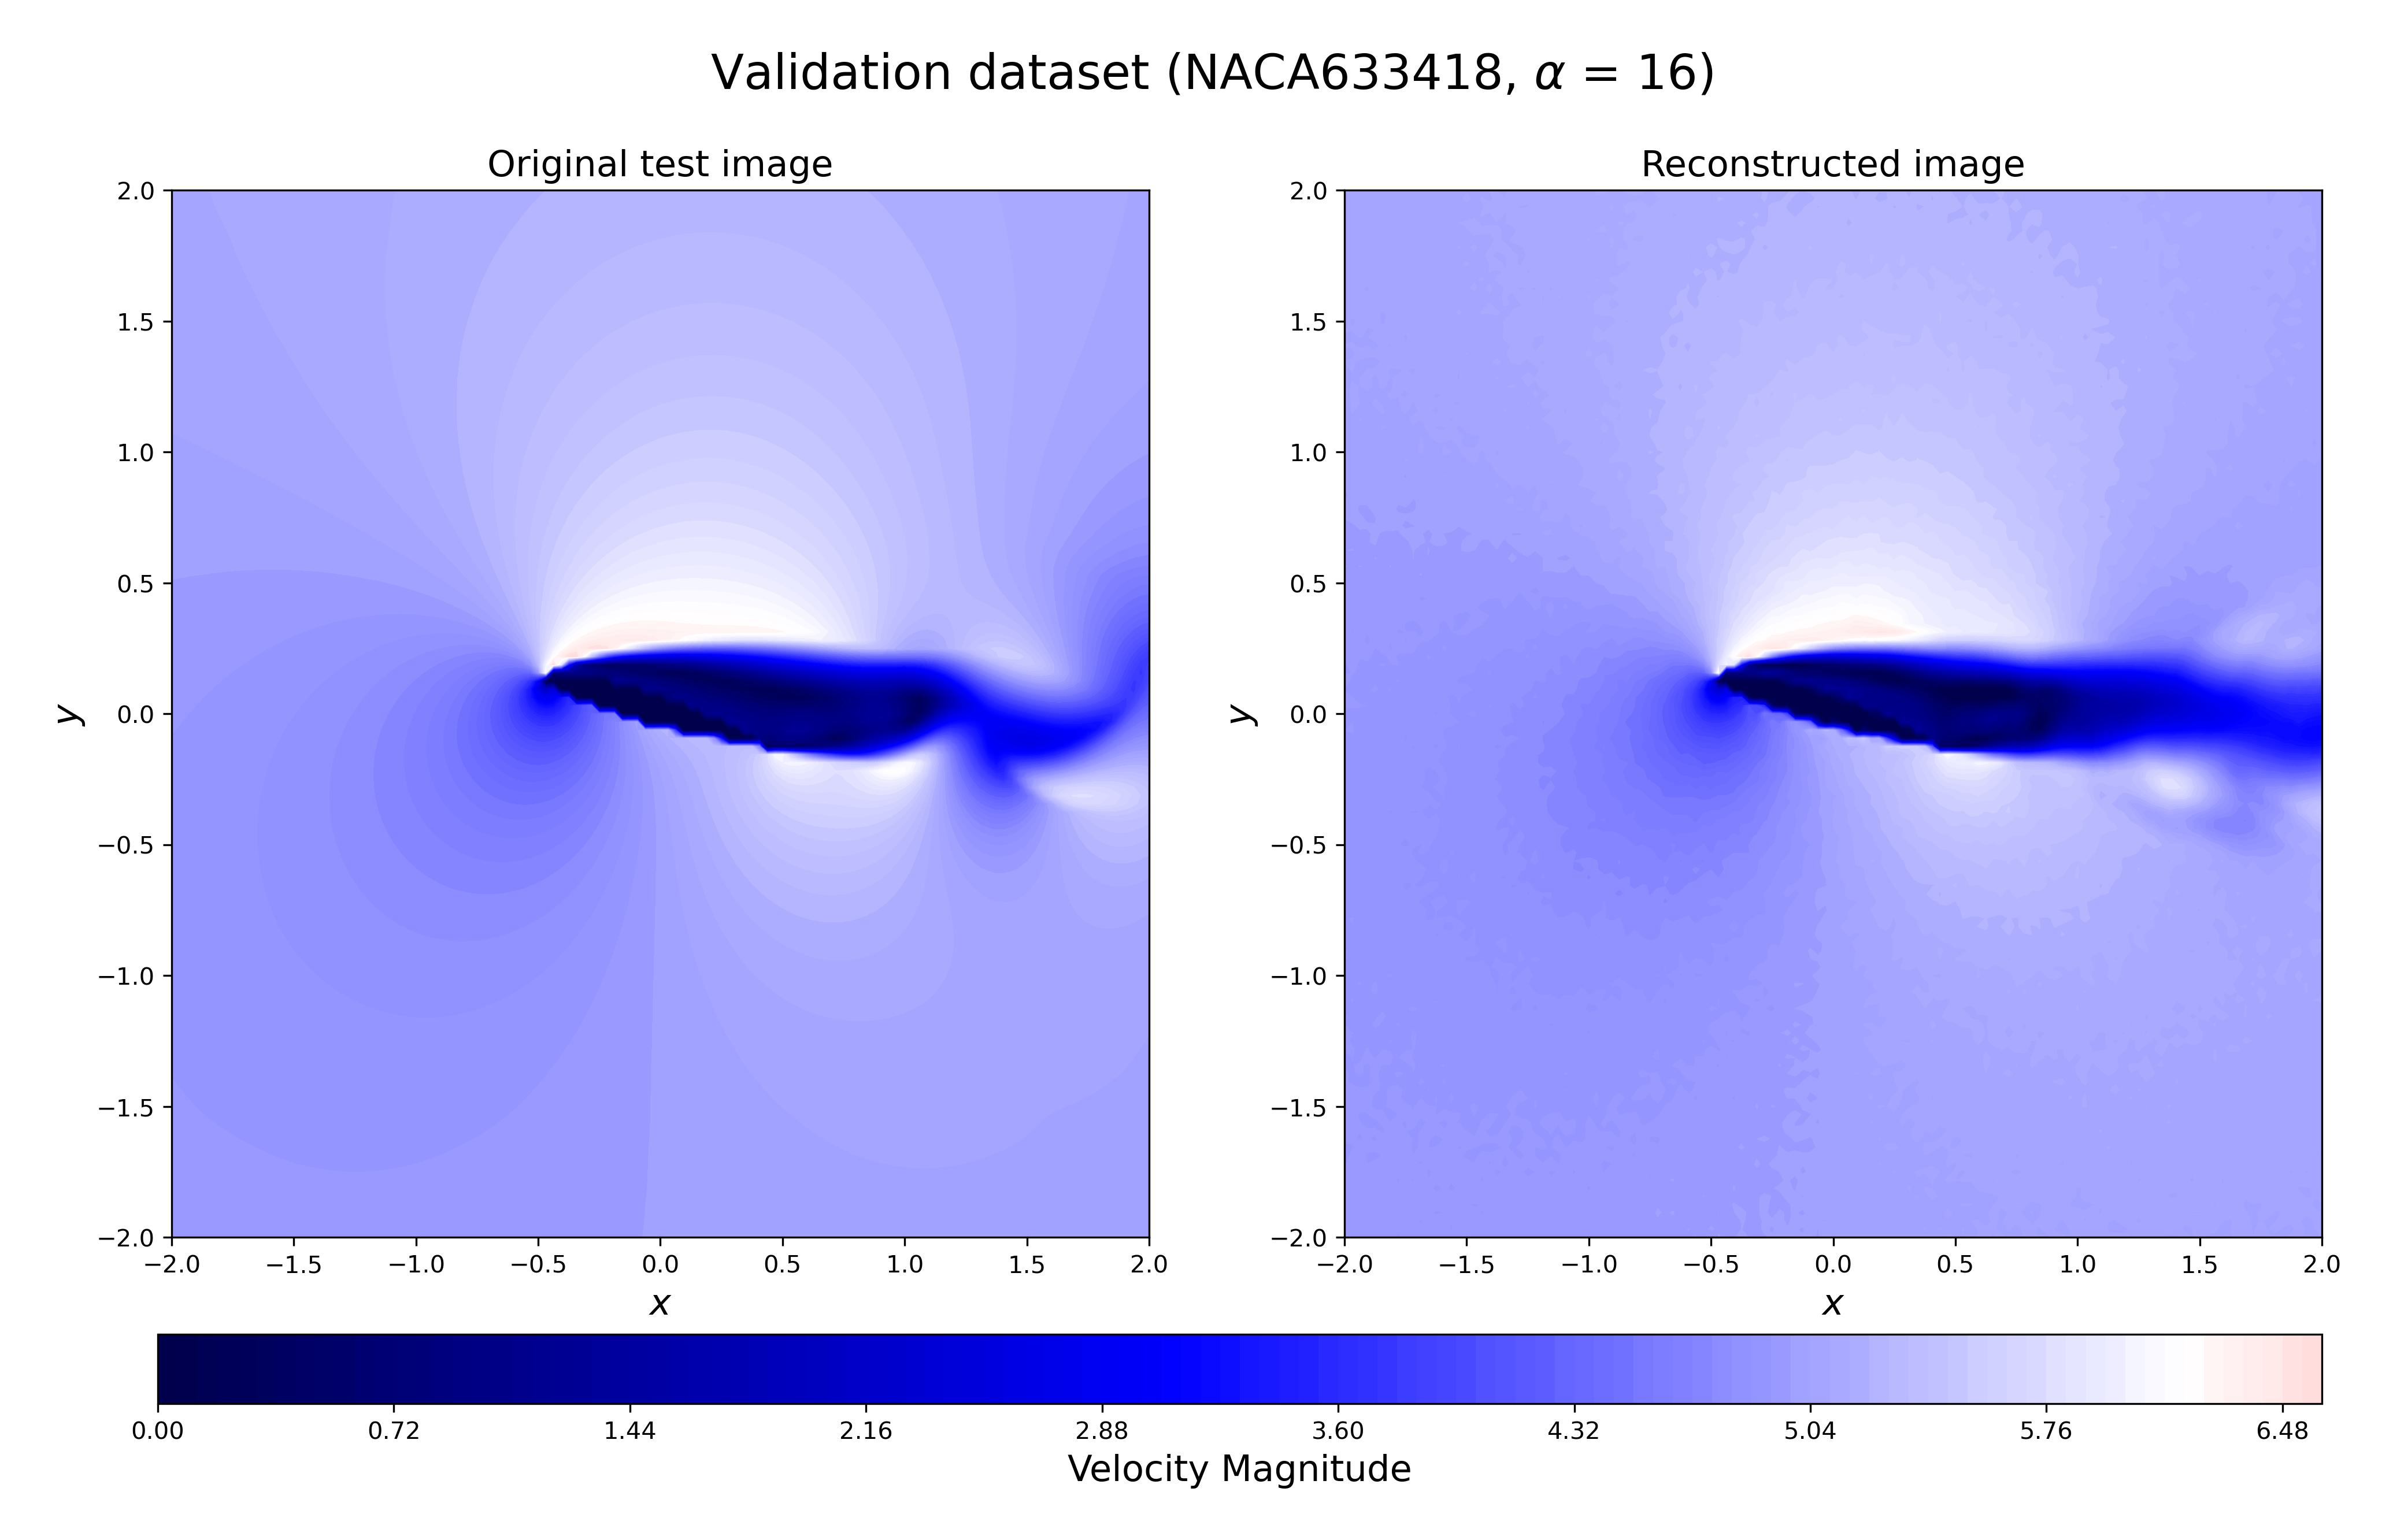 Validation dataset (NACA633418, α = 16)
Original test image
Reconstructed image
2.0
1.5
1.0
0.5
0.0
−0.5
−1.0
−1.5
−2.0
y
−2.0 −1.5 −1.0 −0.5 0.0 0.5 1.0 1.5 2.0
x
2.0
1.5
1.0
0.5
0.0
−0.5
−1.0
−1.5
−2.0
y
−2.0 −1.5 −1.0 −0.5 0.0 0.5 1.0 1.5 2.0
x
0.00 0.72 1.44 2.16 2.88 3.60 4.32 5.04 5.76 6.48
Velocity Magnitude